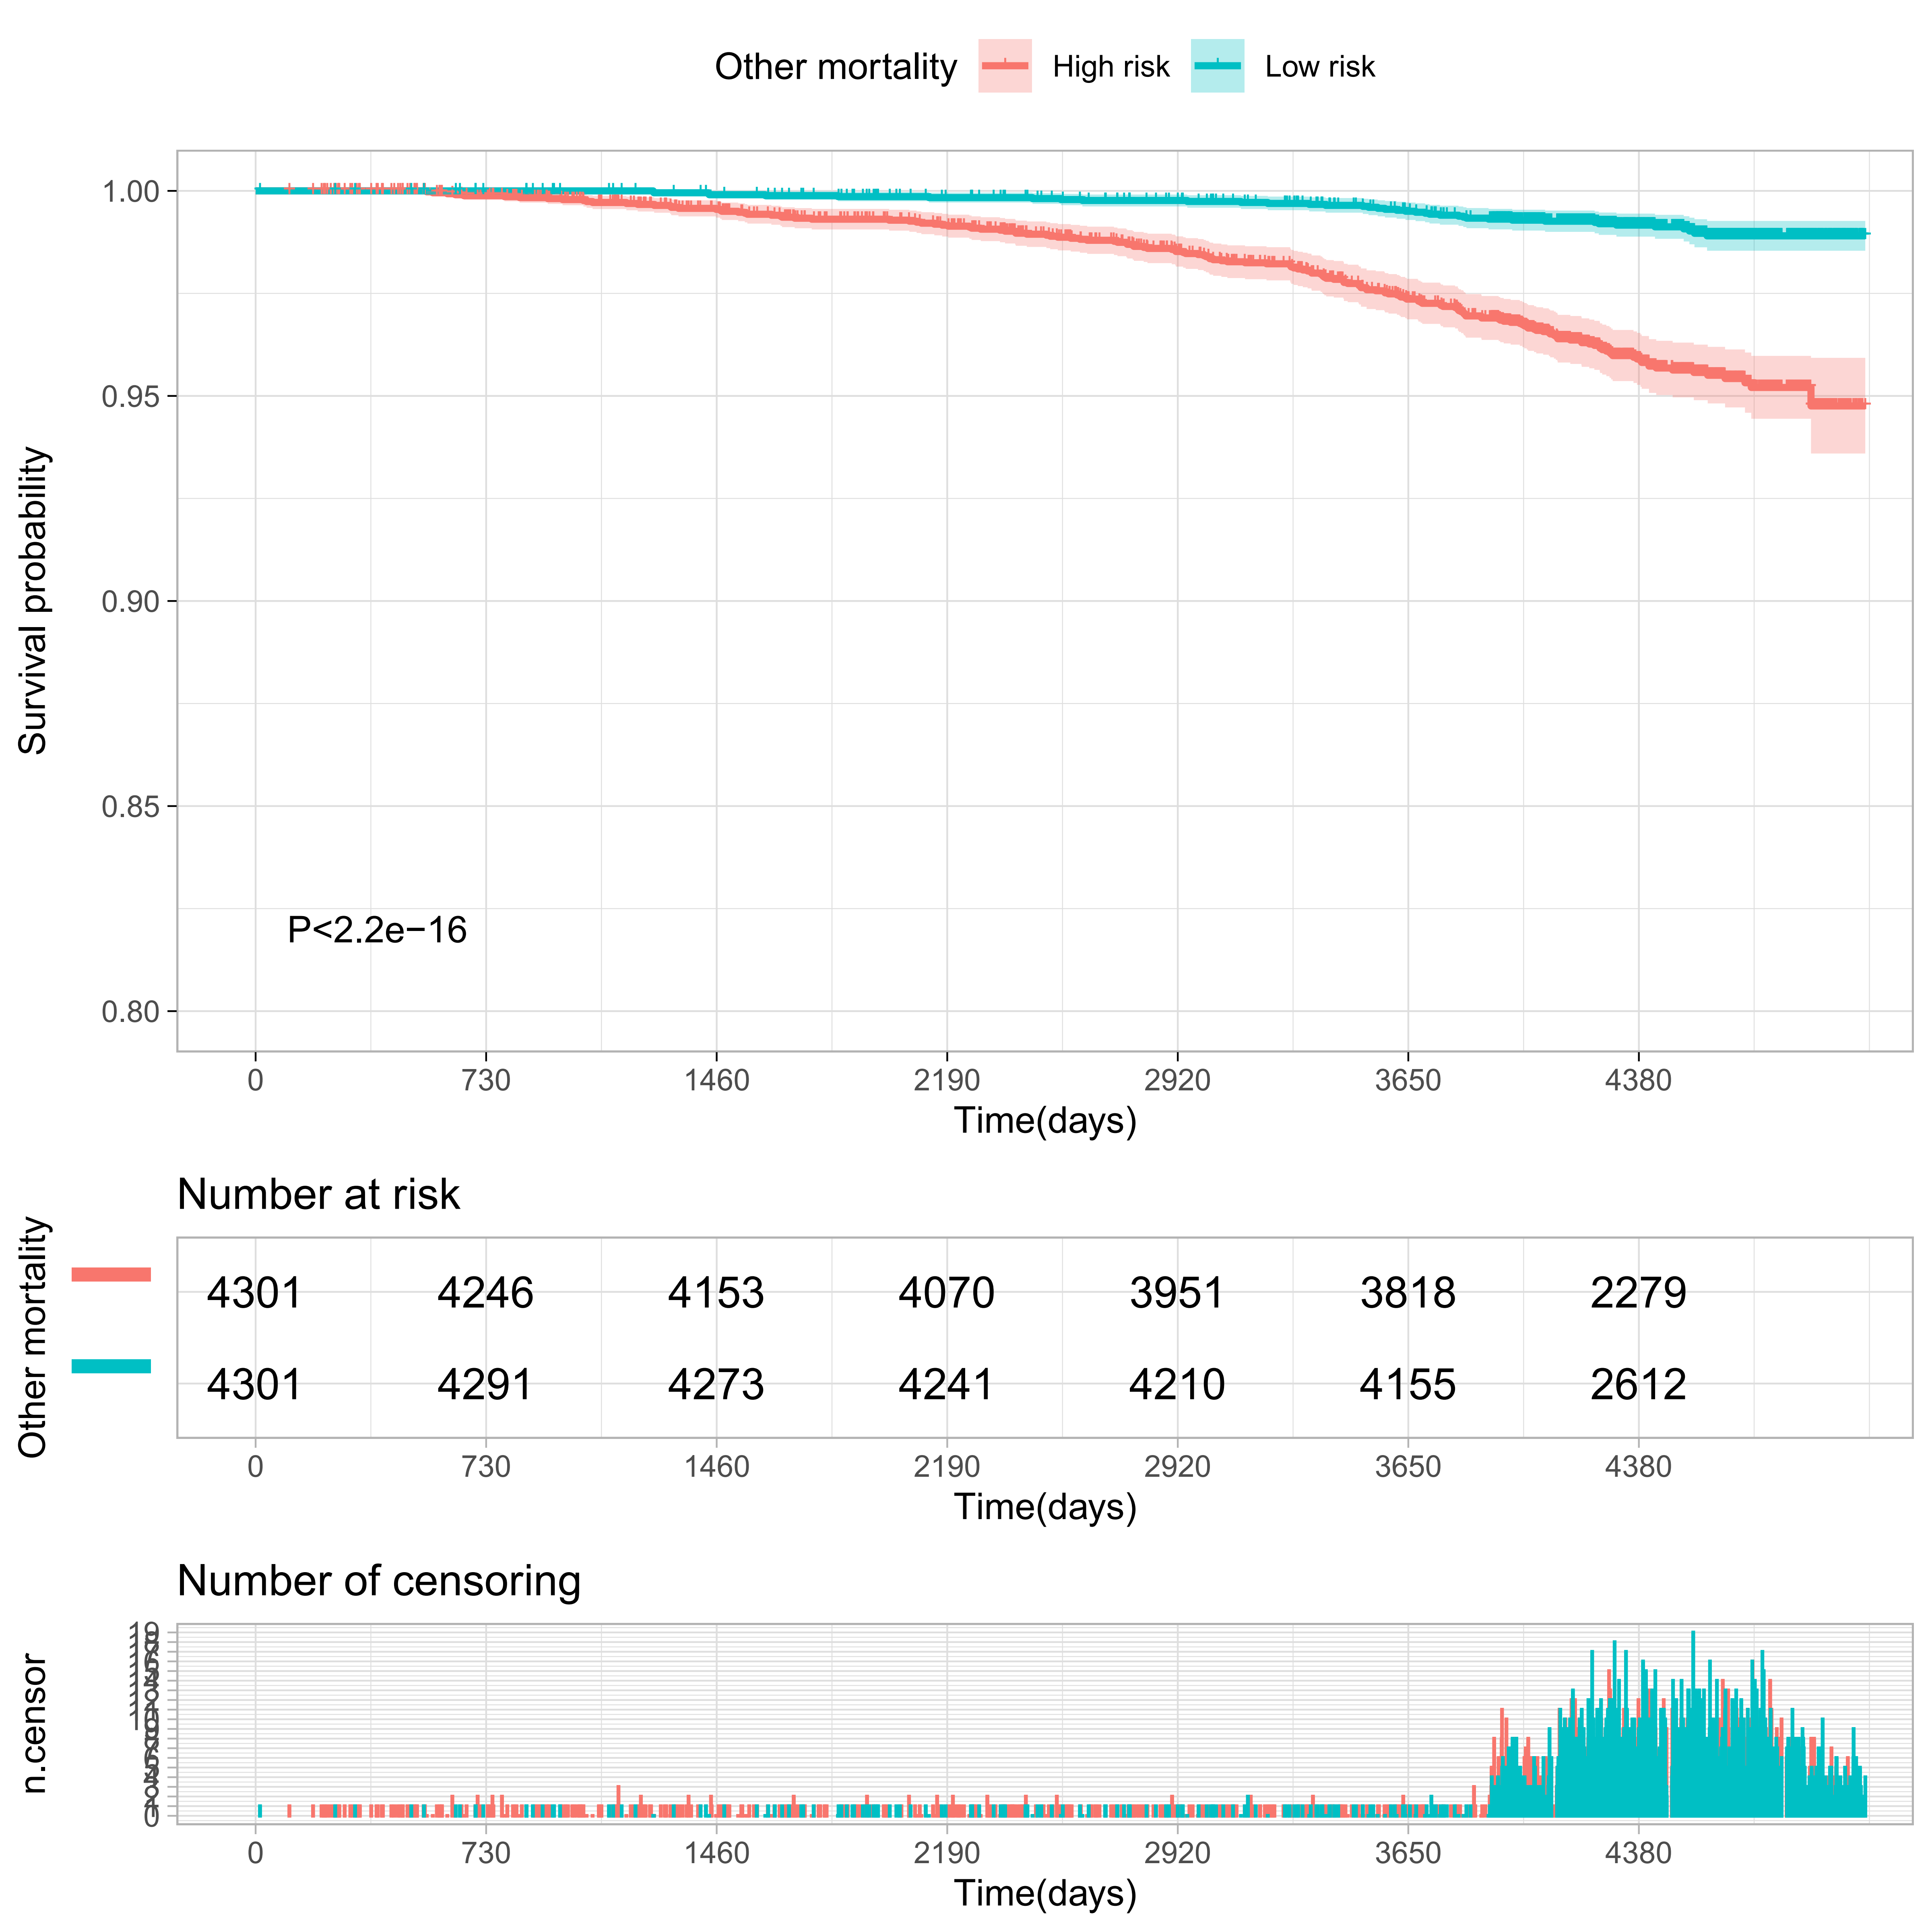 Other mortality High risk Low risk
Survival probability
1.00
0.95
0.90
0.85
0.80
P<2.2e−16
0 730 1460 2190 2920 3650 4380
Time(days)
Number at risk
Other mortality
4301 4246 4153 4070 3951 3818 2279
4301 4291 4273 4241 4210 4155 2612
0 730 1460 2190 2920 3650 4380
Time(days)
Number of censoring
n.censor
0 730 1460 2190 2920 3650 4380
Time(days)